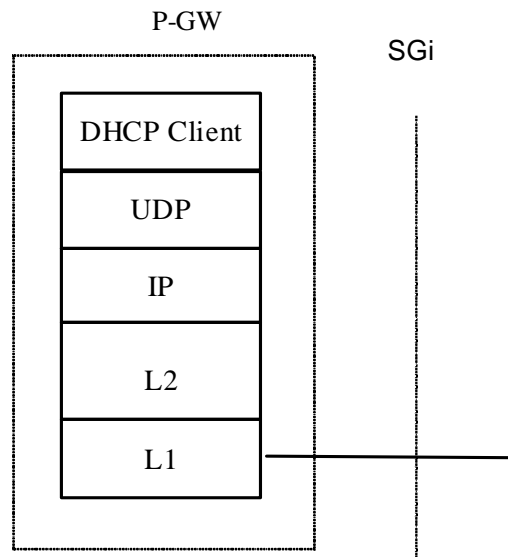 P-GW
SGi
DHCP Client
UDP
IP
L2
L1